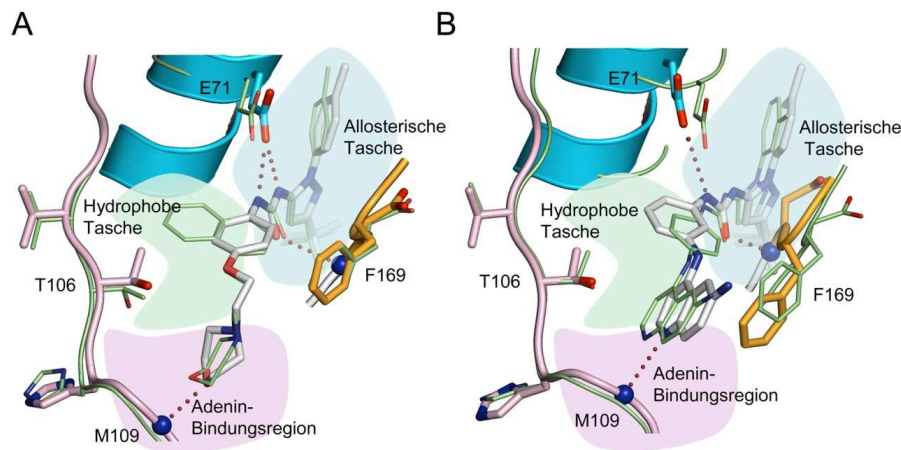 A
E71
Allosterische
Tasche
Hydrophobe
Tasche
T106
F169
Adenin-
Bindungsregion
M109
B
E71
Allosterische
Tasche
Hydrophobe
Tasche
T106
F169
Adenin-
Bindungsregion
M109